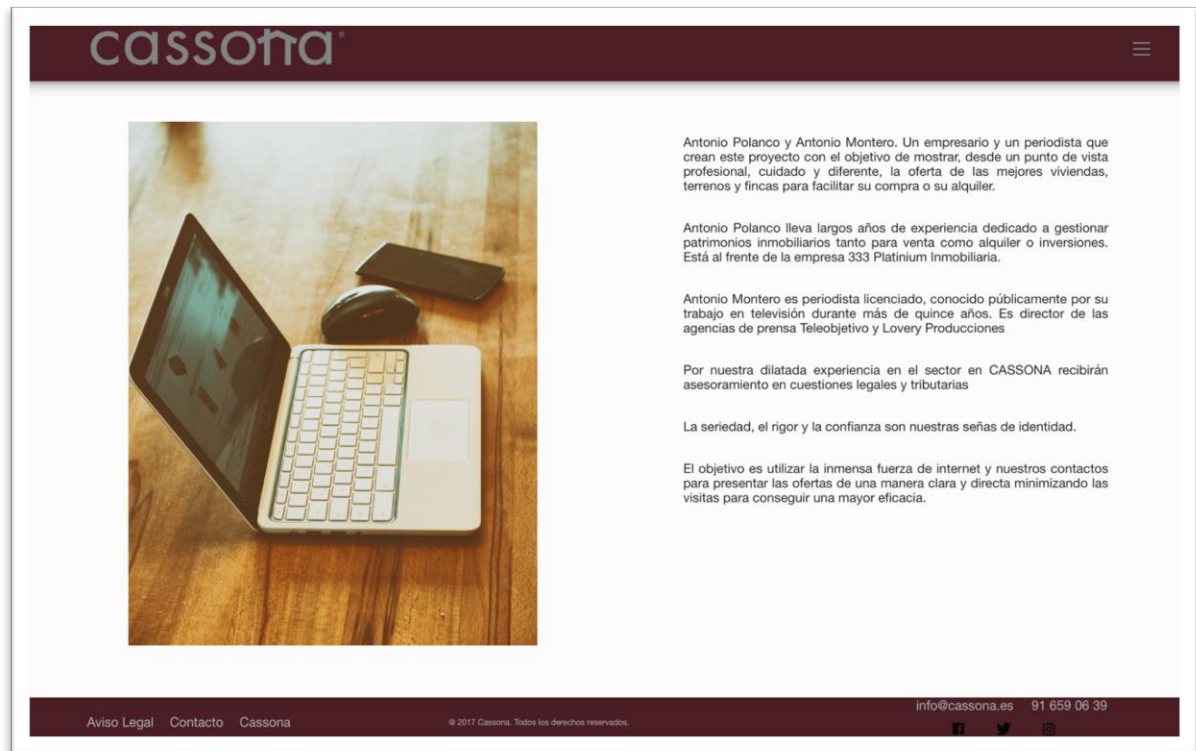 cassona®
Antonio Polanco y Antonio Montero. Un empresario y un periodista que
crean este proyecto con el objetivo de mostrar, desde un punto de vista
profesional, cuidado y diferente, la oferta de las mejores viviendas,
terrenos y fincas para facilitar su compra o su alquiler.
Antonio Polanco lleva largos años de experiencia dedicado a gestionar
patrimonios inmobiliarios tanto para venta como alquiler o inversiones.
Está al frente de la empresa 333 Platinium Inmobiliaria.
Antonio Montero es periodista licenciado, conocido públicamente por su
trabajo en televisión durante más de quince años. Es director de las
agencias de prensa Teleobjetivo y Lovery Producciones
Por nuestra dilatada experiencia en el sector en CASSONA recibirán
asesoramiento en cuestiones legales y tributarias
La seriedad, el rigor y la confianza son nuestras señas de identidad.
El objetivo es utilizar la inmensa fuerza de internet y nuestros contactos
para presentar las ofertas de una manera clara y directa minimizando las
visitas para conseguir una mayor eficacia.
Aviso Legal Contacto Cassona
© 2017 Cassona. Todos los derechos reservados.
info@cassona.es 91 659 06 39